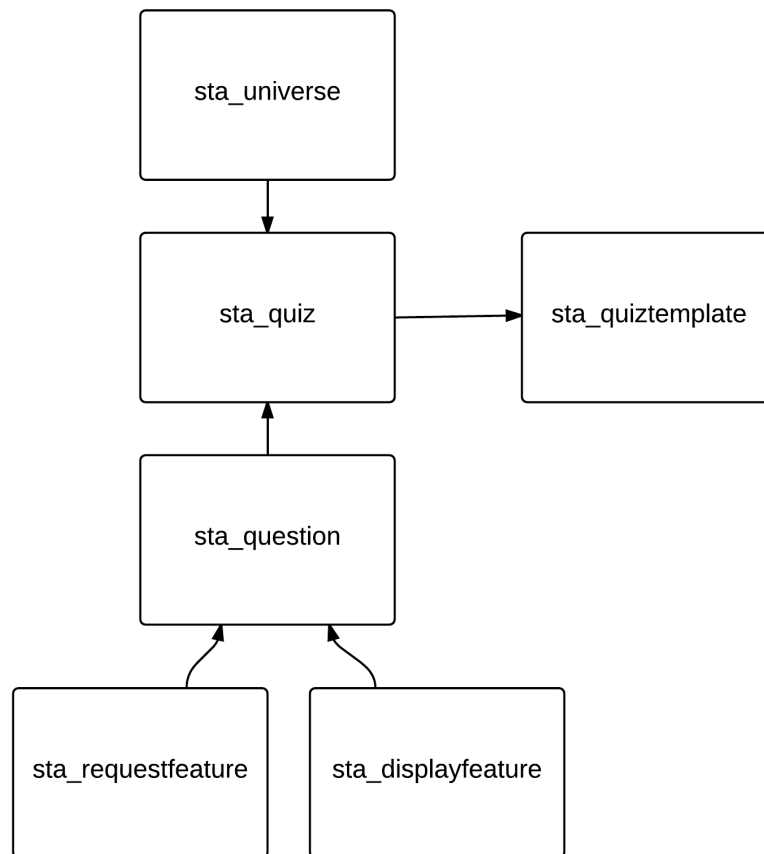 sta_universe
sta_quiz
sta_quiztemplate
sta_question
sta_requestfeature
sta_displayfeature